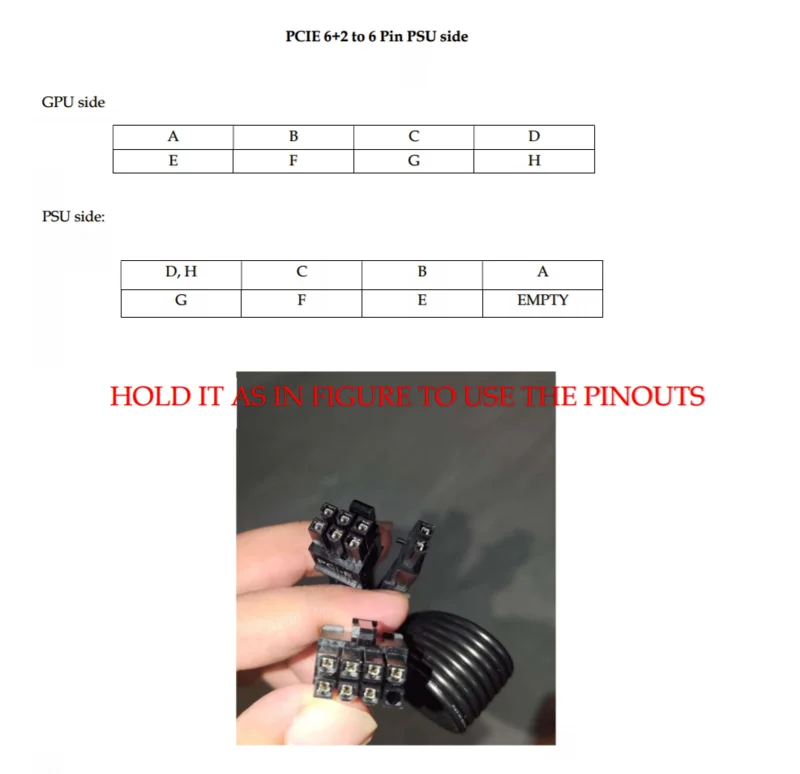 PCIE 6+2 to 6 Pin PSU side
GPU side
A B C D
E F G H
PSU side:
D, H C B A
G F E EMPTY
HOLD IT AS IN FIGURE TO USE THE PINOUTS
PCI-E